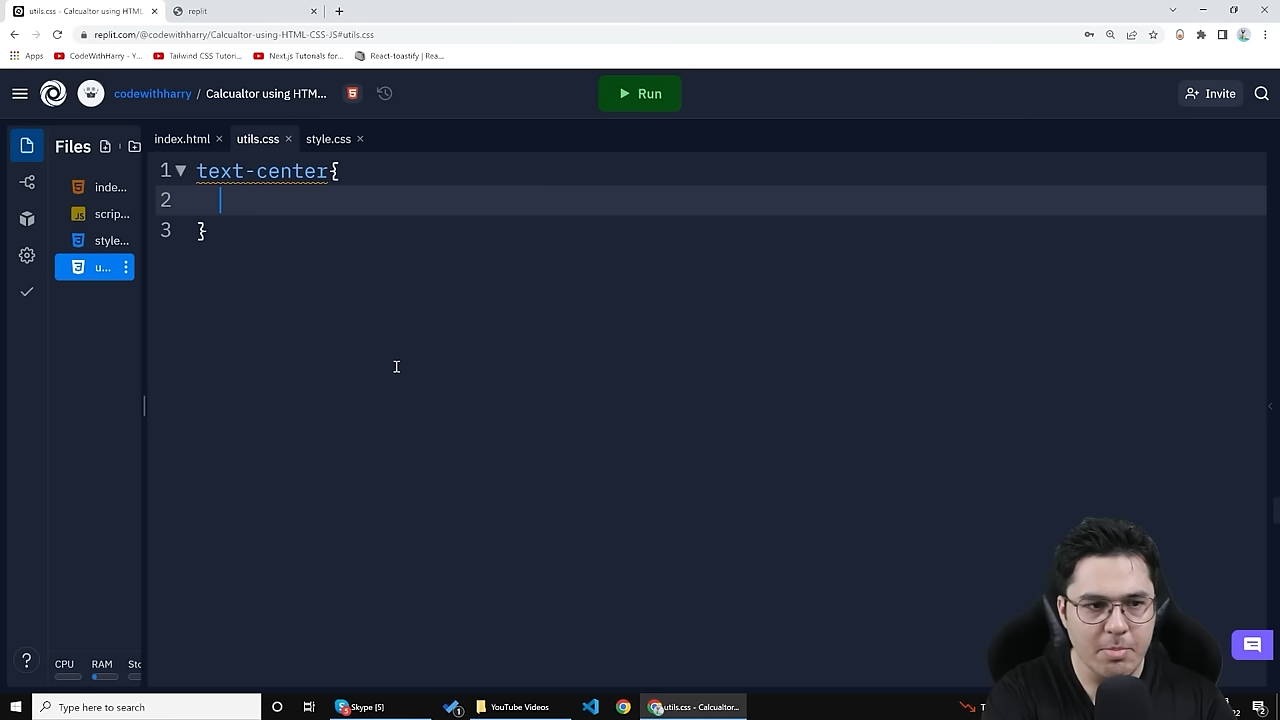 utils.css - Calcualtor using HTML
replit
replit.com/@codewithharry/Calcualtor-using-HTML-CSS-JS#utils.css
Apps
CodeWithHarry - Y...
Tailwind CSS Tutori...
Next.js Tutorials for...
React-toastify | Rea...
codewithharry / Calcualtor using HTM...
Run
Invite
Files
index.html
utils.css
style.css
inde...
scrip...
style...
u...
1 text-center{
2
3 }
CPU
RAM
Sto
Type here to search
Skype [5]
YouTube Videos
utils.css - Calcualtor...